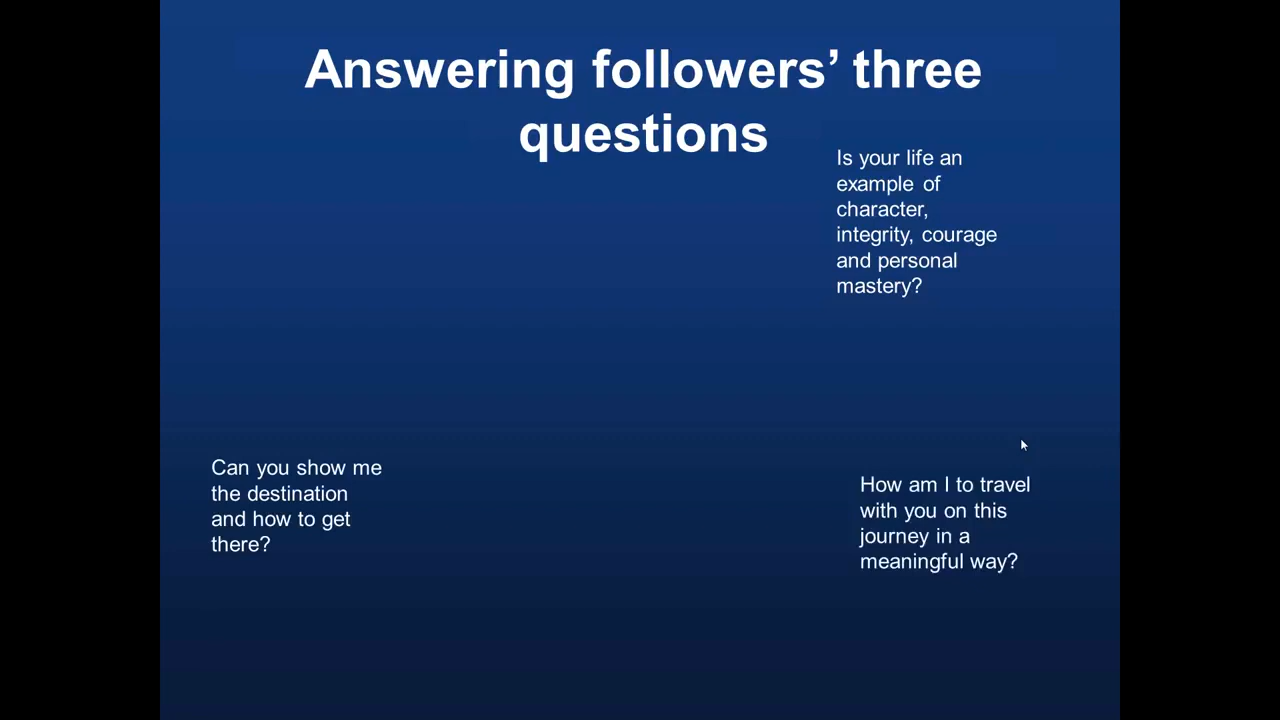 Answering followers’ three
questions
Is your life an
example of
character,
integrity, courage
and personal
mastery?
Can you show me
the destination
and how to get
there?
How am I to travel
with you on this
journey in a
meaningful way?